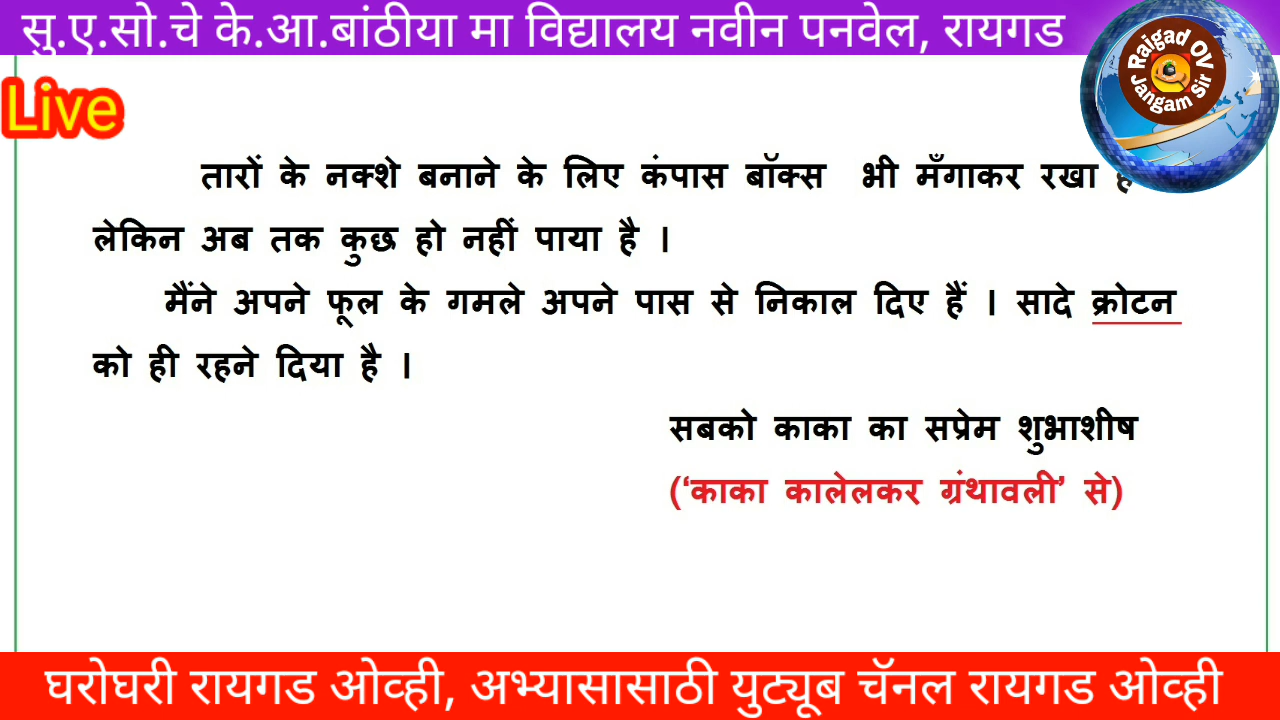 सु.ए.सो.चे के.आ.बांठीया मा विद्यालय नवीन पनवेल, रायगड
Raigad OV
Jangam Sir
Live
तारों के नक्शे बनाने के लिए कंपास बॉक्स भी मँगाकर रखा है
लेकिन अब तक कुछ हो नहीं पाया है ।
मैंने अपने फूल के गमले अपने पास से निकाल दिए हैं । सादे क्रोटन
को ही रहने दिया है ।
सबको काका का सप्रेम शुभाशीष
(‘काका कालेलकर ग्रंथावली’ से)
घरोघरी रायगड ओव्ही, अभ्यासासाठी युट्यूब चॅनल रायगड ओव्ही